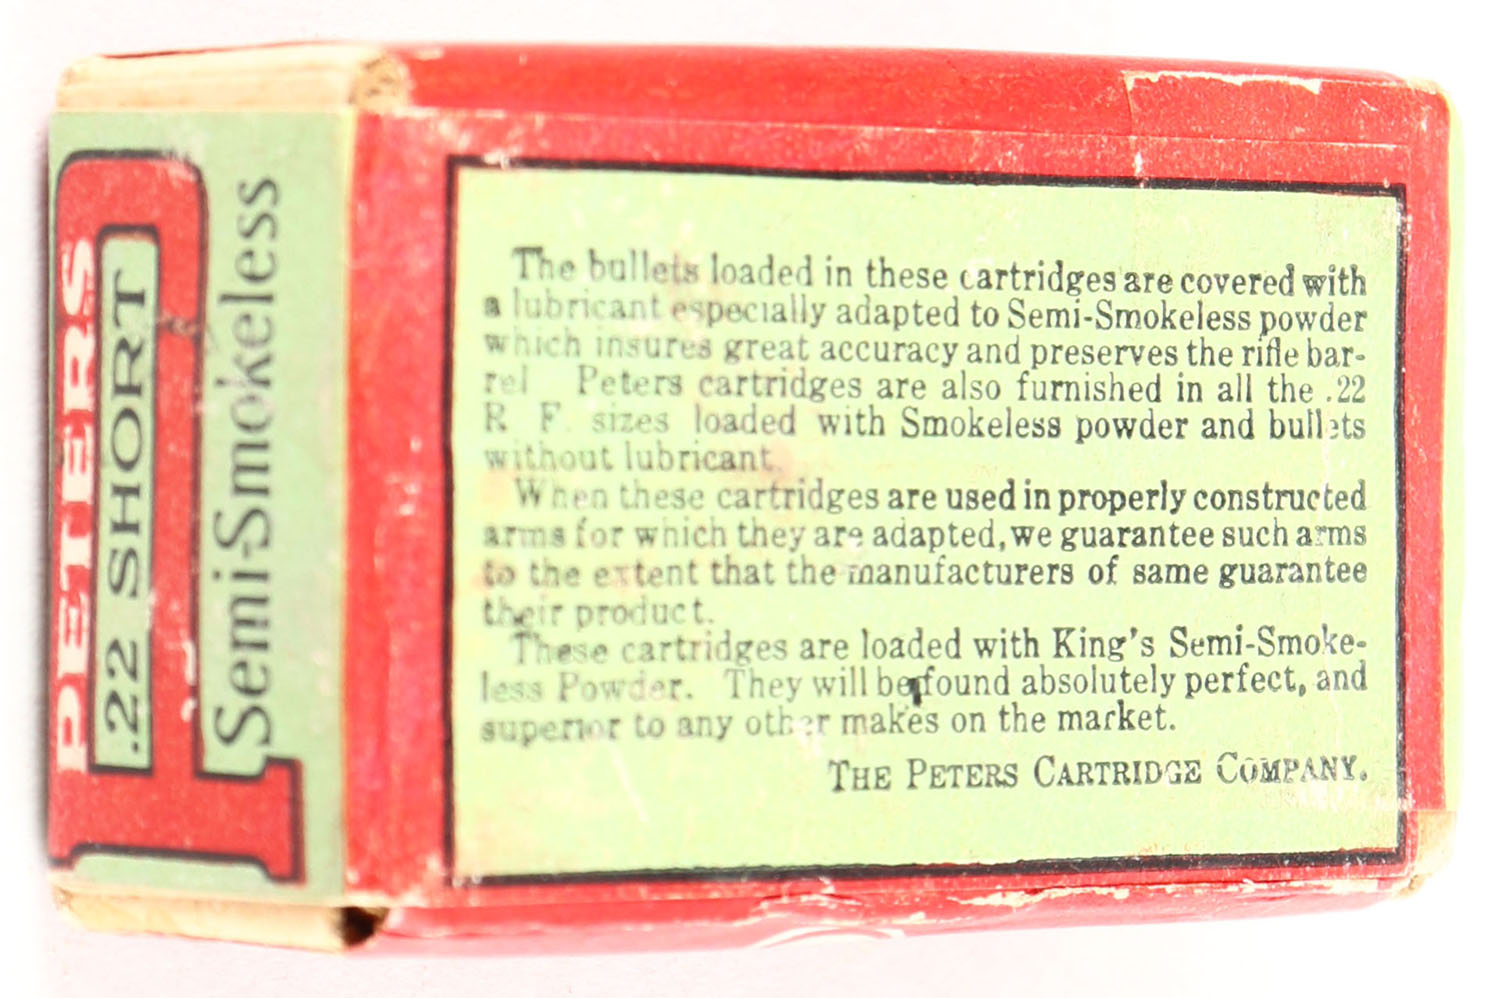 PETERS
.22 SHORT
Semi-Smokeless
The bullets loaded in these cartridges are covered with
a lubricant especially adapted to Semi-Smokeless powder
which insures great accuracy and preserves the rifle bar-
rel Peters cartridges are also furnished in all the .22
R F. sizes loaded with Smokeless powder and bullets
without lubricant.
When these cartridges are used in properly constructed
arms for which they are adapted, we guarantee such arms
to the extent that the manufacturers of same guarantee
their product.
These cartridges are loaded with King's Semi-Smoke-
less Powder. They will be found absolutely perfect, and
superior to any other makes on the market.
THE PETERS CARTRIDGE COMPANY.